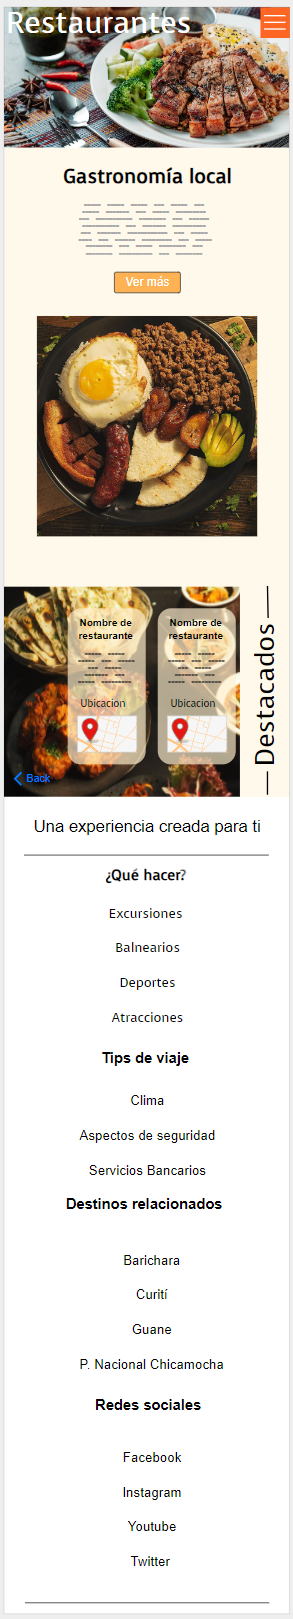 Restaurantes
Gastronomía local
Ver más
Nombre de
restaurante
Ubicacion
Nombre de
restaurante
Ubicacion
Destacados
Back
Una experiencia creada para ti
¿Qué hacer?
Excursiones
Balnearios
Deportes
Atracciones
Tips de viaje
Clima
Aspectos de seguridad
Servicios Bancarios
Destinos relacionados
Barichara
Curití
Guane
P. Nacional Chicamocha
Redes sociales
Facebook
Instagram
Youtube
Twitter